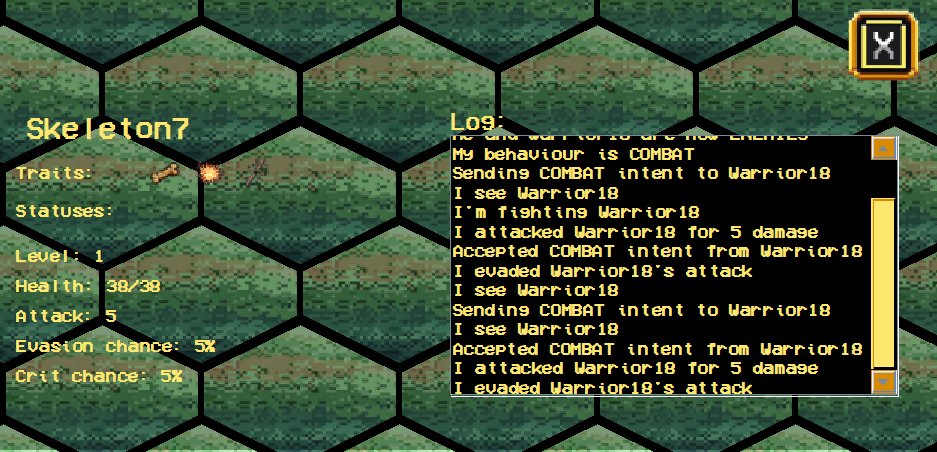 Skeleton7
Traits:
Statuses:
Level: 1
Health: 38/38
Attack: 5
Evasion chance: 5%
Crit chance: 5%
Log:
Me and Warrior18 are now ENEMIES
My behaviour is COMBAT
Sending COMBAT intent to Warrior18
I see Warrior18
I'm fighting Warrior18
I attacked Warrior18 for 5 damage
Accepted COMBAT intent from Warrior18
I evaded Warrior18's attack
I see Warrior18
Sending COMBAT intent to Warrior18
I see Warrior18
Accepted COMBAT intent from Warrior18
I attacked Warrior18 for 5 damage
I evaded Warrior18's attack